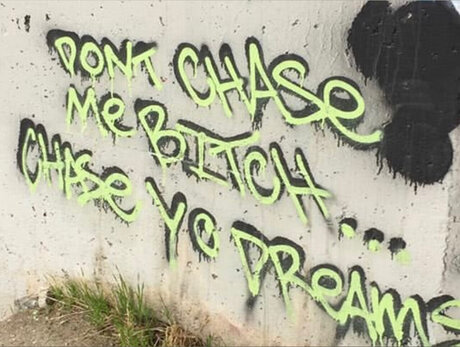 DONT CHASE
Me BITCH...
CHASe YO DREAMS